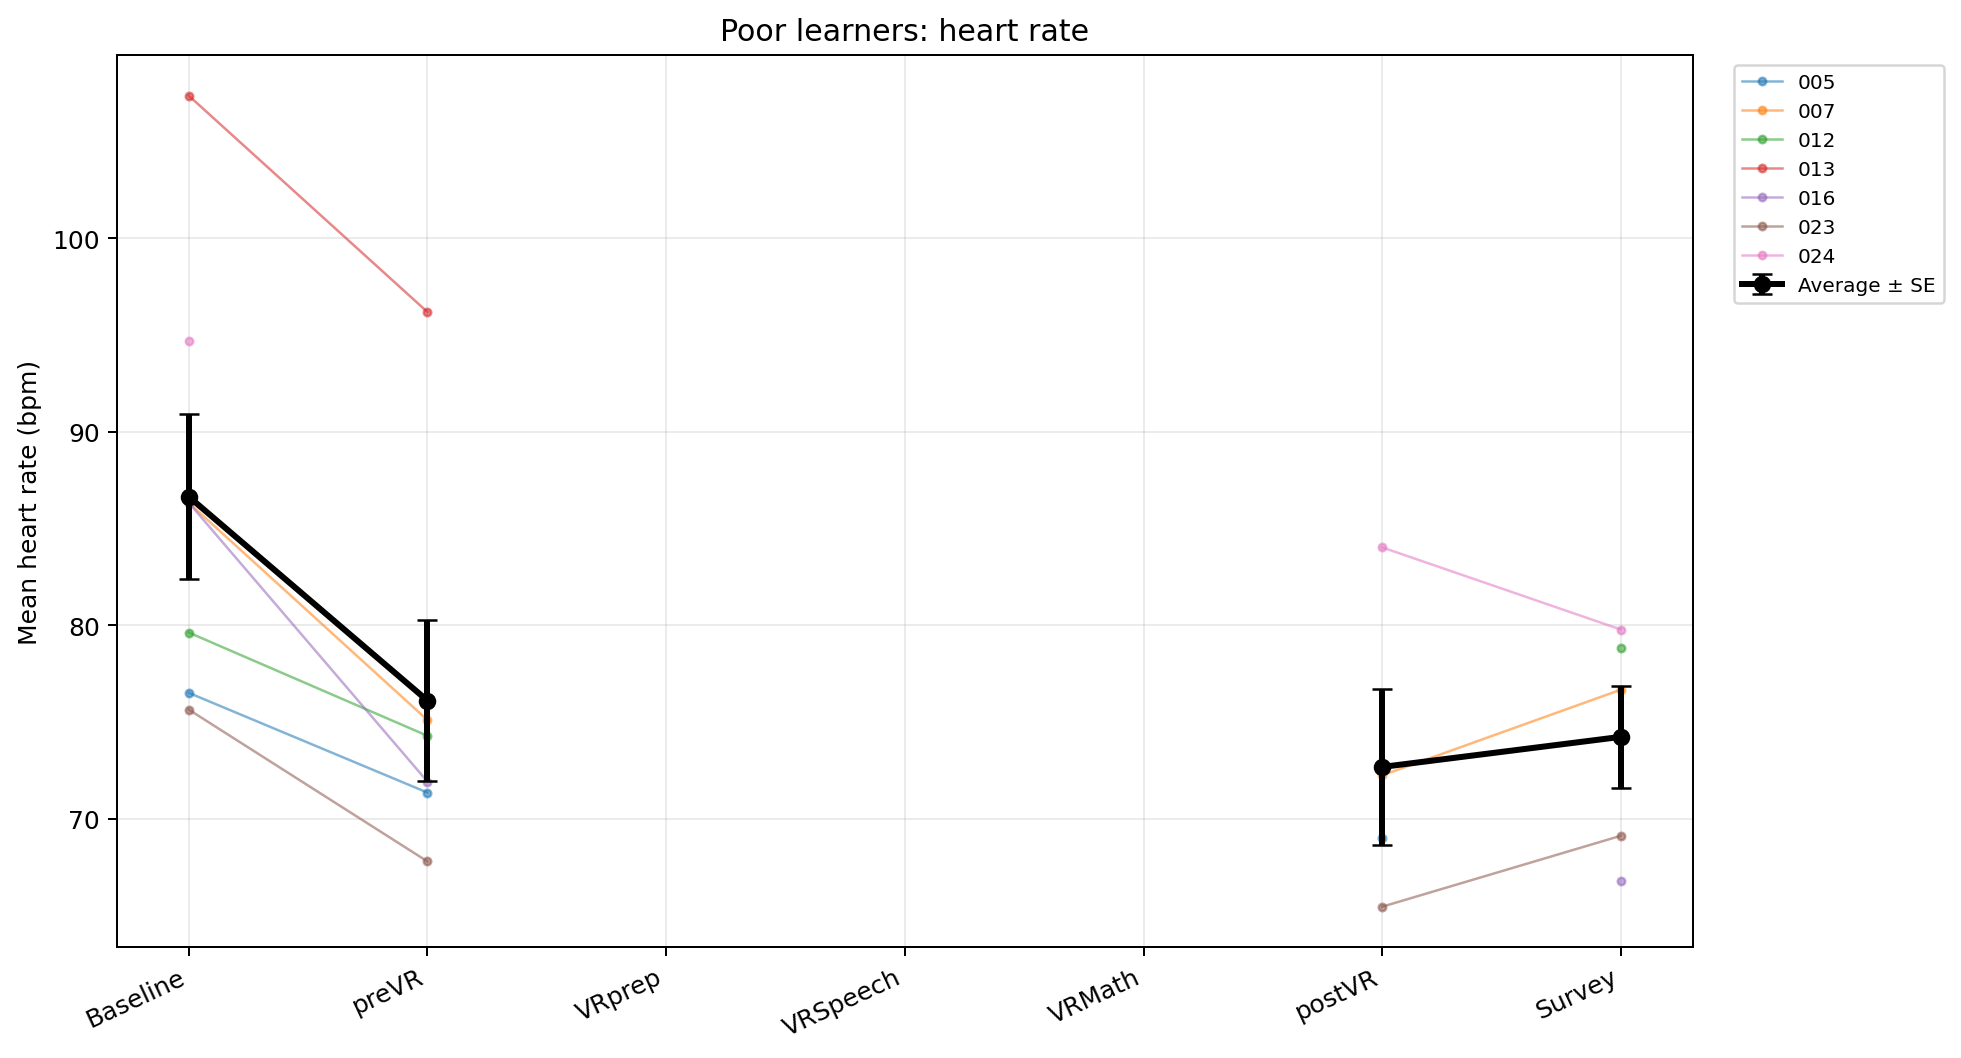 Poor learners: heart rate
Mean heart rate (bpm)
100
90
80
70
Baseline
preVR
VRprep
VRSpeech
VRMath
postVR
Survey
005
007
012
013
016
023
024
Average ± SE